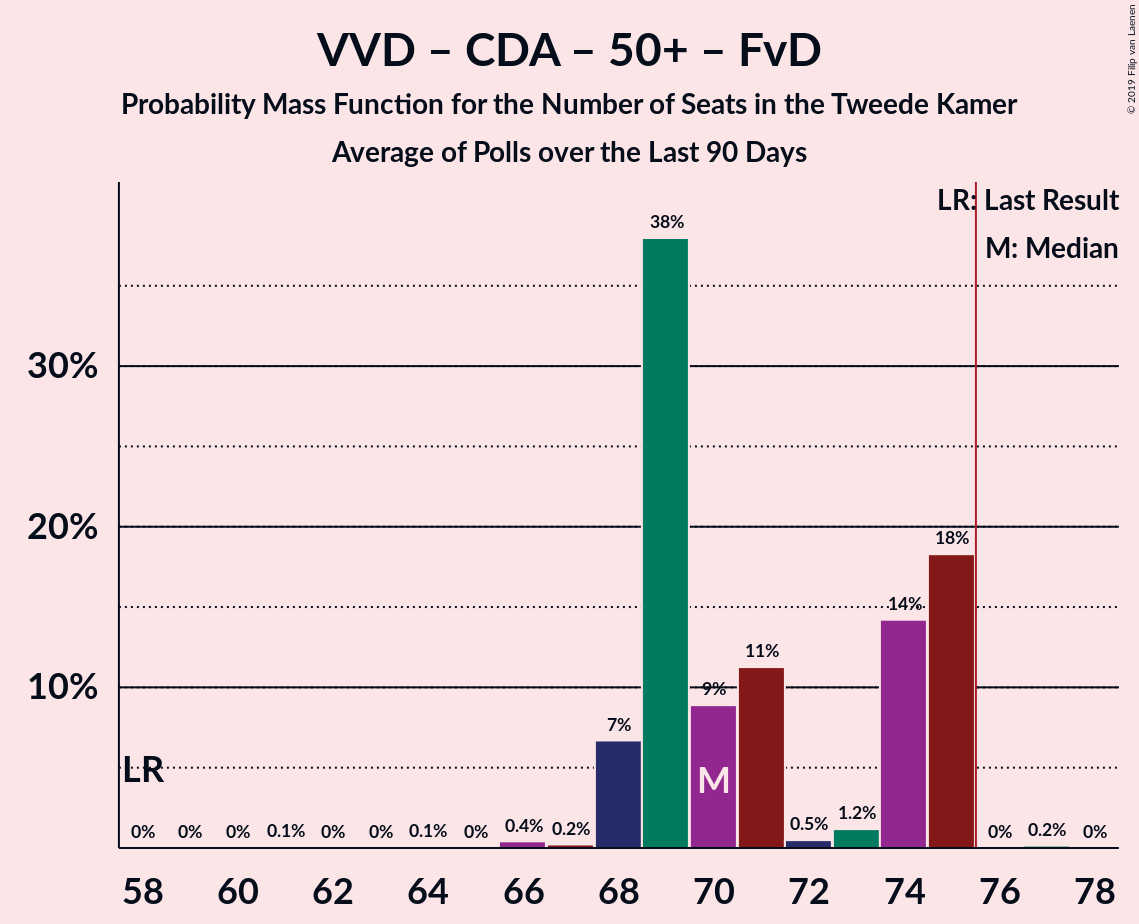 VVD – CDA – 50+ – FvD
Probability Mass Function for the Number of Seats in the Tweede Kamer
Average of Polls over the Last 90 Days
© 2019 Filip van Laenen
LR: Last Result
M: Median
30%
20%
10%
0% 0% 0% 0.1% 0% 0% 0.1% 0% 0.4% 0.2% 7% 38% 9% 11% 0.5% 1.2% 14% 18% 0% 0.2% 0%
LR
M
58 60 62 64 66 68 70 72 74 76 78